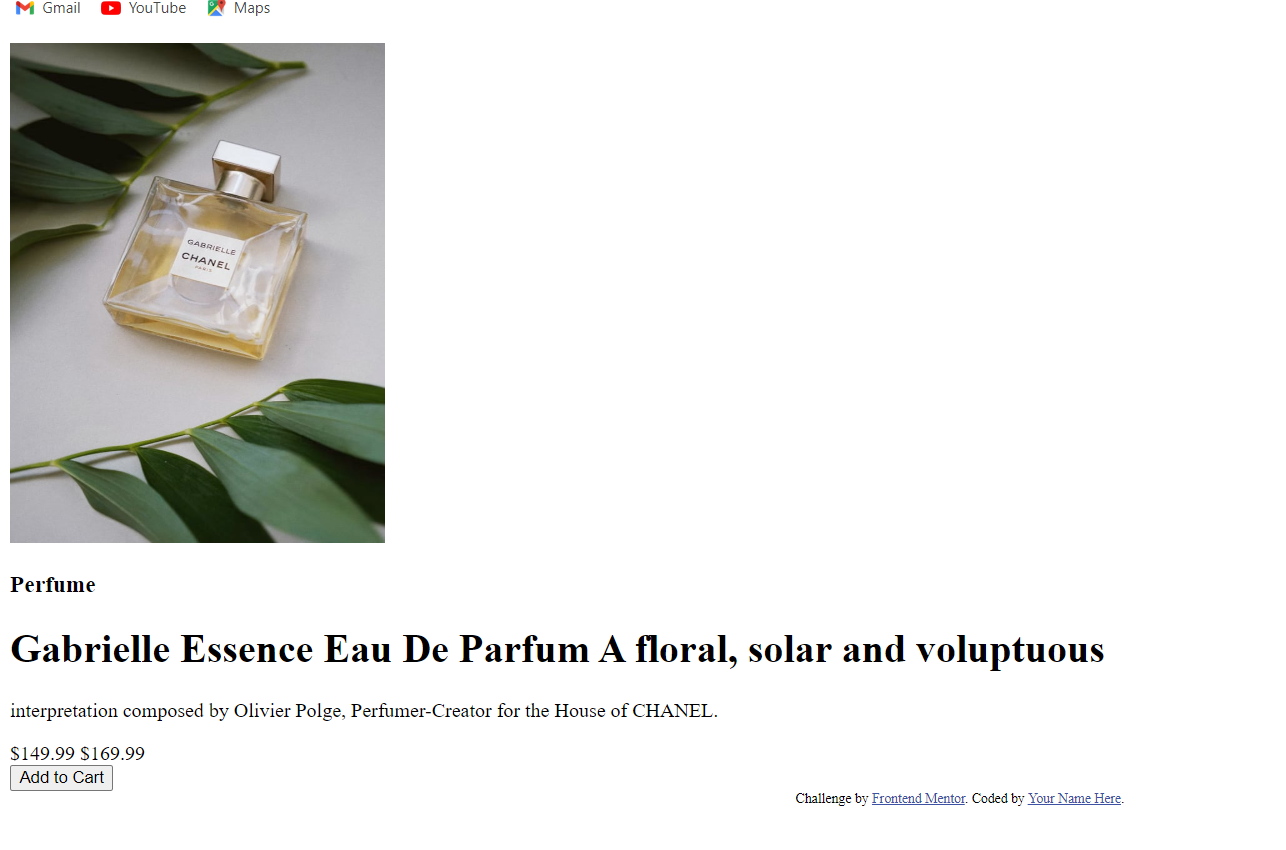 Gmail YouTube Maps
GABRIELLE
CHANEL
PARIS
Perfume
Gabrielle Essence Eau De Parfum A floral, solar and voluptuous
interpretation composed by Olivier Polge, Perfumer-Creator for the House of CHANEL.
$149.99 $169.99
Add to Cart
Challenge by Frontend Mentor. Coded by Your Name Here.